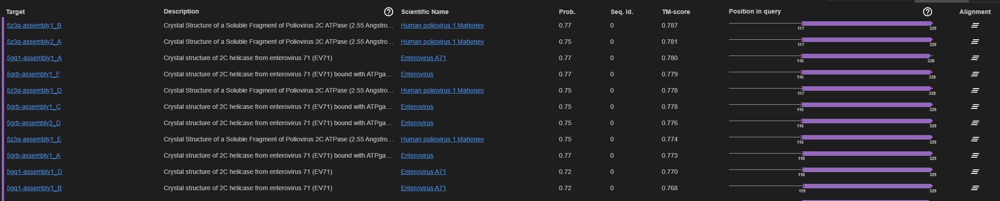 Target Description ? Scientific Name Prob. Seq. Id. TM-score Position in query ? Alignment
5z3q-assembly1_B Crystal Structure of a Soluble Fragment of Poliovirus 2C ATPase (2.55 Angstro... Human poliovirus 1 Mahoney 0.77 0 0.787 117 329
5z3q-assembly2_A Crystal Structure of a Soluble Fragment of Poliovirus 2C ATPase (2.55 Angstro... Human poliovirus 1 Mahoney 0.75 0 0.781 117 329
5gq1-assembly1_A Crystal structure of 2C helicase from enterovirus 71 (EV71) Enterovirus A71 0.77 0 0.780 116 326
5grb-assembly1_F Crystal structure of 2C helicase from enterovirus 71 (EV71) bound with ATPga... Enterovirus 0.77 0 0.779 116 328
5z3q-assembly1_D Crystal Structure of a Soluble Fragment of Poliovirus 2C ATPase (2.55 Angstro... Human poliovirus 1 Mahoney 0.75 0 0.778 117 328
5grb-assembly1_C Crystal structure of 2C helicase from enterovirus 71 (EV71) bound with ATPga... Enterovirus 0.75 0 0.778 116 329
5grb-assembly3_D Crystal structure of 2C helicase from enterovirus 71 (EV71) bound with ATPga... Enterovirus 0.75 0 0.776 116 329
5z3q-assembly1_E Crystal Structure of a Soluble Fragment of Poliovirus 2C ATPase (2.55 Angstro... Human poliovirus 1 Mahoney 0.75 0 0.774 116 329
5grb-assembly1_A Crystal structure of 2C helicase from enterovirus 71 (EV71) bound with ATPga... Enterovirus 0.77 0 0.773 118 329
5gq1-assembly1_D Crystal structure of 2C helicase from enterovirus 71 (EV71) Enterovirus A71 0.72 0 0.770 118 329
5gq1-assembly1_B Crystal structure of 2C helicase from enterovirus 71 (EV71) Enterovirus A71 0.72 0 0.768 119 329